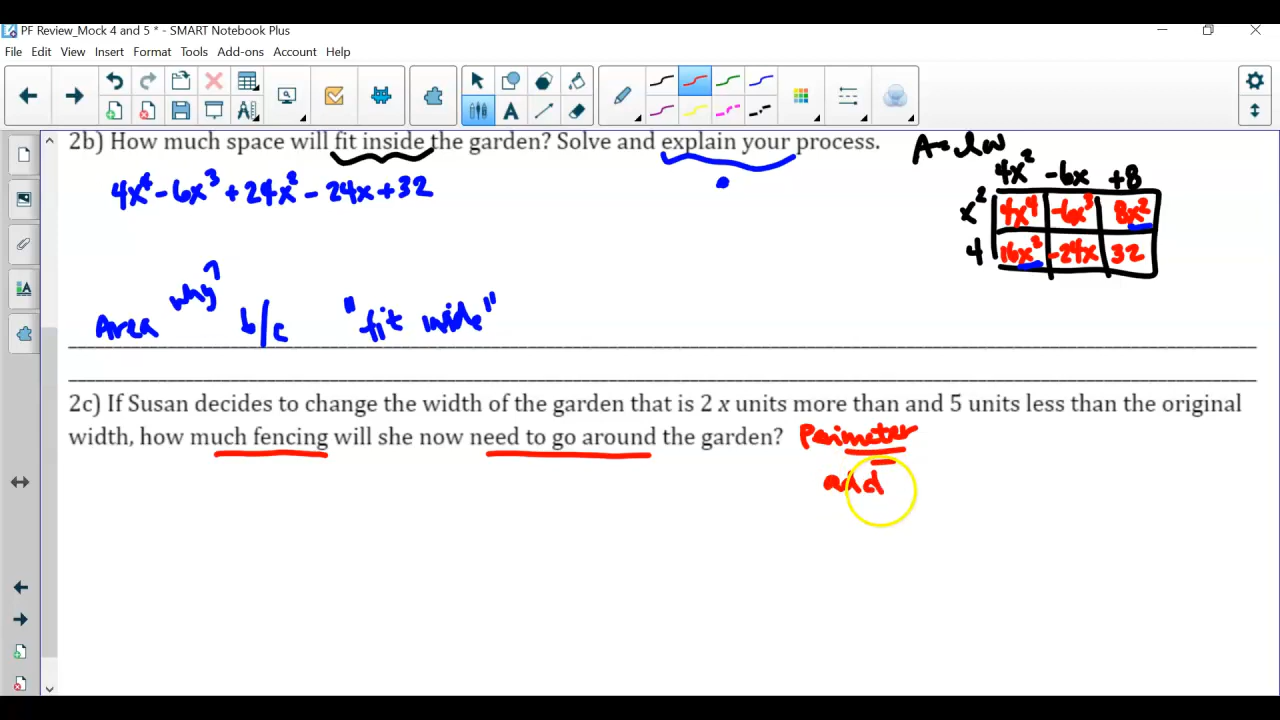 PF Review_Mock 4 and 5 * - SMART Notebook Plus
File Edit View Insert Format Tools Add-ons Account Help
2b) How much space will fit inside the garden? Solve and explain your process.
A = l·w
4x² -6x +8
4x⁴ - 6x³ + 24x² - 24x + 32
x² 4x⁴ -6x³ 8x²
4 16x² -24x 32
Area why? b/c "fit inside"
2c) If Susan decides to change the width of the garden that is 2 x units more than and 5 units less than the original
width, how much fencing will she now need to go around the garden? Perimeter
add